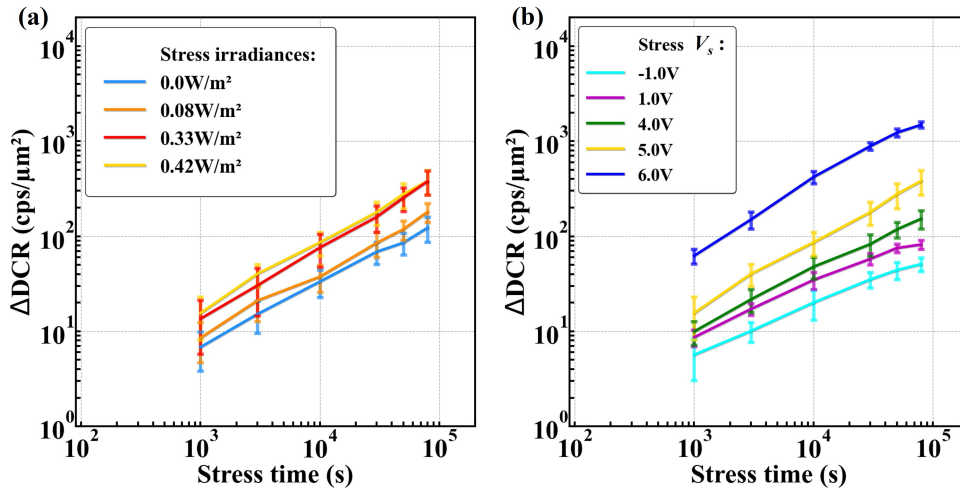 (a)
ΔDCR (cps/μm²)
10⁴
10³
10²
10¹
10⁰
10² 10³ 10⁴ 10⁵
Stress time (s)
Stress irradiances:
0.0W/m²
0.08W/m²
0.33W/m²
0.42W/m²
(b)
ΔDCR (cps/μm²)
10⁴
10³
10²
10¹
10⁰
10² 10³ 10⁴ 10⁵
Stress time (s)
Stress Vₛ :
-1.0V
1.0V
4.0V
5.0V
6.0V